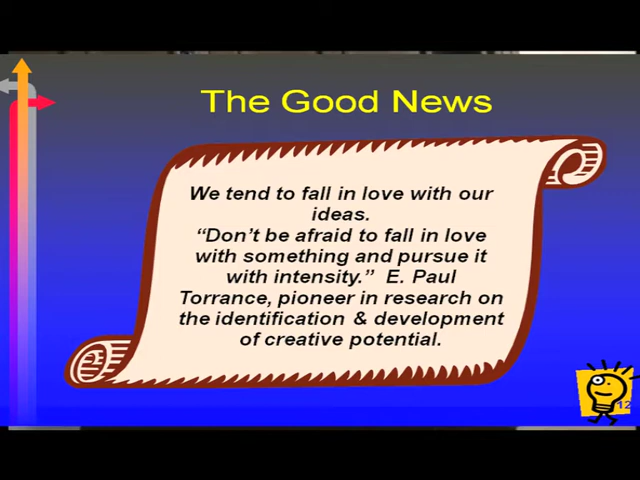 The Good News
We tend to fall in love with our
ideas.
“Don’t be afraid to fall in love
with something and pursue it
with intensity.” E. Paul
Torrance, pioneer in research on
the identification & development
of creative potential.
12